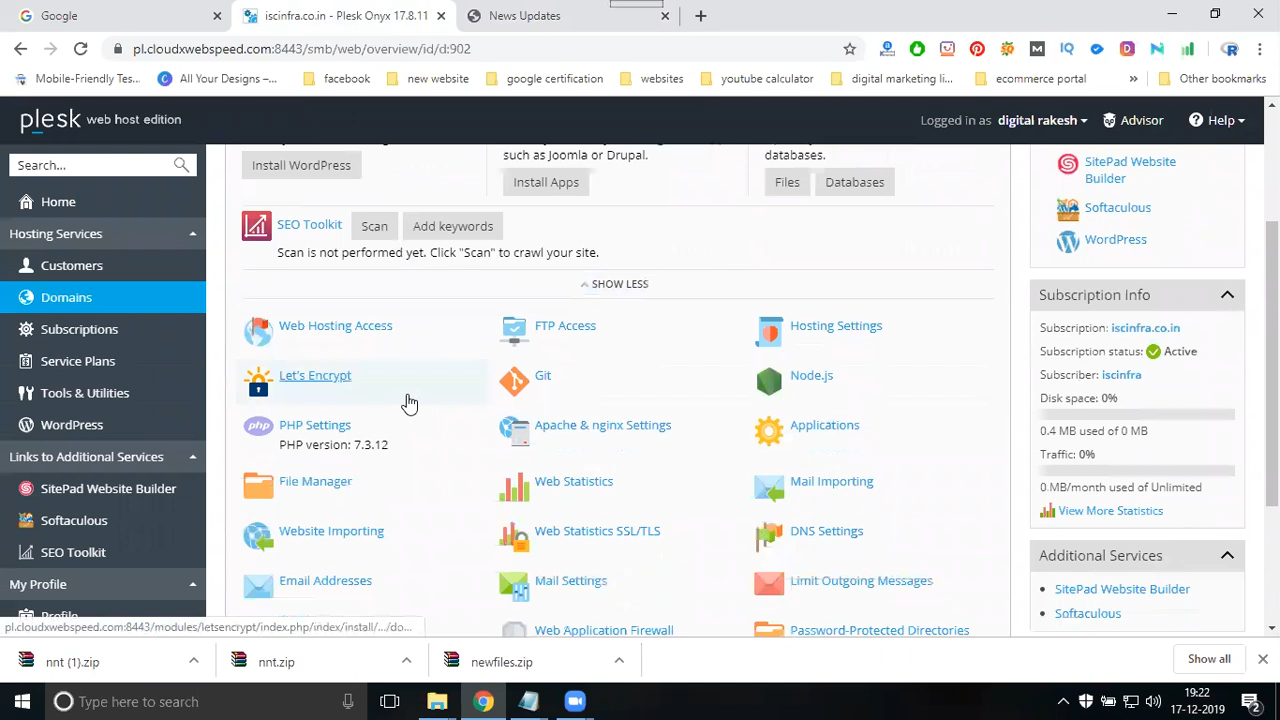 Google
iscinfra.co.in - Plesk Onyx 17.8.11
News Updates
pl.cloudxwebspeed.com:8443/smb/web/overview/id/d:902
Mobile-Friendly Tes...
All Your Designs –...
facebook
new website
google certification
websites
youtube calculator
digital marketing li...
ecommerce portal
»
Other bookmarks
plesk web host edition
Logged in as digital rakesh
Advisor
Help
Search...
Home
Hosting Services
Customers
Domains
Subscriptions
Service Plans
Tools & Utilities
WordPress
Links to Additional Services
SitePad Website Builder
Softaculous
SEO Toolkit
My Profile
Profile
such as Joomla or Drupal.
databases.
Install WordPress
Install Apps
Files
Databases
SEO Toolkit
Scan
Add keywords
Scan is not performed yet. Click "Scan" to crawl your site.
SHOW LESS
Web Hosting Access
FTP Access
Hosting Settings
Let's Encrypt
Git
Node.js
PHP Settings
PHP version: 7.3.12
Apache & nginx Settings
Applications
File Manager
Web Statistics
Mail Importing
Website Importing
Web Statistics SSL/TLS
DNS Settings
Email Addresses
Mail Settings
Limit Outgoing Messages
Web Application Firewall
Password-Protected Directories
SitePad Website
Builder
Softaculous
WordPress
Subscription Info
Subscription: iscinfra.co.in
Subscription status: Active
Subscriber: iscinfra
Disk space: 0%
0.4 MB used of 0 MB
Traffic: 0%
0 MB/month used of Unlimited
View More Statistics
Additional Services
SitePad Website Builder
Softaculous
pl.cloudxwebspeed.com:8443/modules/letsencrypt/index.php/index/install/.../do...
nnt (1).zip
nnt.zip
newfiles.zip
Show all
Type here to search
19:22
17-12-2019
2